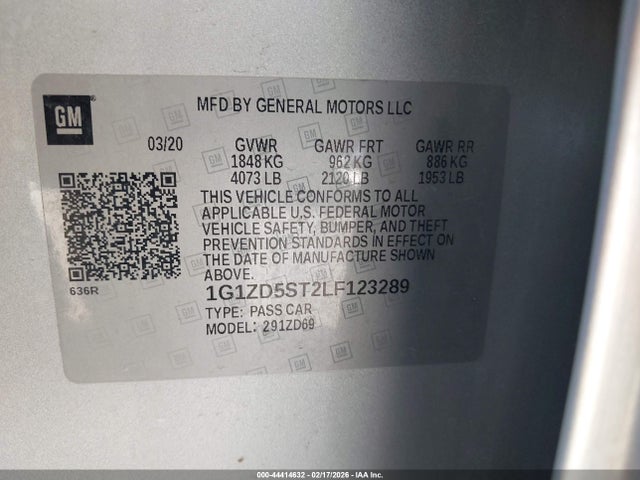 GM
MFD BY GENERAL MOTORS LLC
03/20 GVWR GAWR FRT GAWR RR
1848 KG 962 KG 886 KG
4073 LB 2120 LB 1953 LB
THIS VEHICLE CONFORMS TO ALL
APPLICABLE U.S. FEDERAL MOTOR
VEHICLE SAFETY, BUMPER, AND THEFT
PREVENTION STANDARDS IN EFFECT ON
THE DATE OF MANUFACTURE SHOWN
ABOVE.
636R
1G1ZD5ST2LF123289
TYPE: PASS CAR
MODEL: 291ZD69
000-44414632 - 02/17/2026 - IAA Inc.